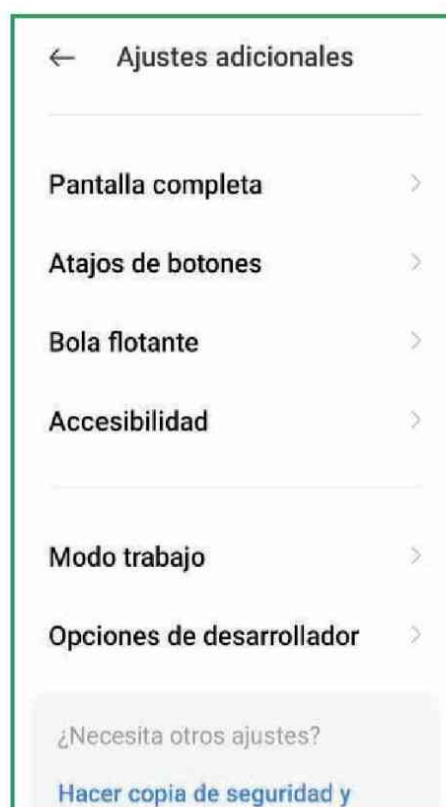 Ajustes adicionales
Pantalla completa
Atajos de botones
Bola flotante
Accesibilidad
Modo trabajo
Opciones de desarrollador
¿Necesita otros ajustes?
Hacer copia de seguridad y